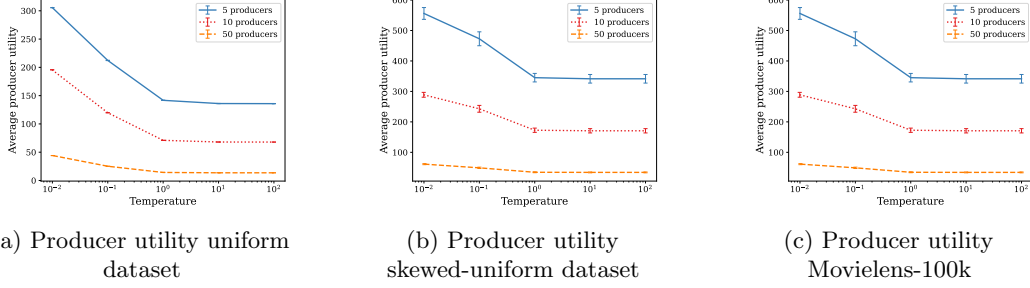 5 producers
10 producers
50 producers
300
250
200
150
100
50
0
Average producer utility
10⁻²
10⁻¹
10⁰
10¹
10²
Temperature
a) Producer utility uniform
dataset
5 producers
10 producers
50 producers
600
500
400
300
200
100
Average producer utility
10⁻²
10⁻¹
10⁰
10¹
10²
Temperature
(b) Producer utility
skewed-uniform dataset
5 producers
10 producers
50 producers
600
500
400
300
200
100
Average producer utility
10⁻²
10⁻¹
10⁰
10¹
10²
Temperature
(c) Producer utility
Movielens-100k